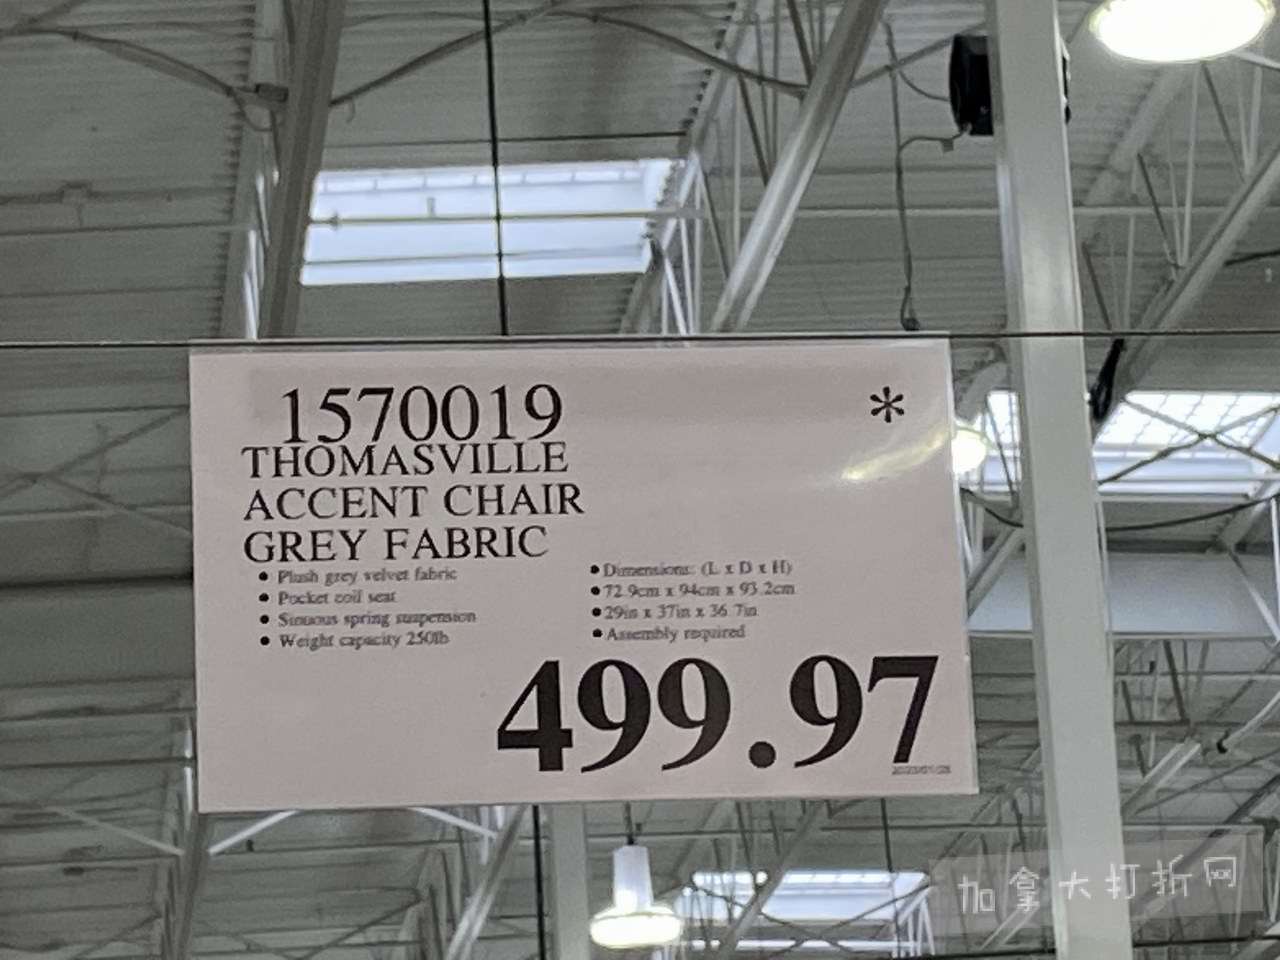 1570019
*
THOMASVILLE
ACCENT CHAIR
GREY FABRIC
• Plush grey velvet fabric
• Pocket coil seat
• Sinuous spring suspension
• Weight capacity 250lb
• Dimensions: (L x D x H)
• 72.9cm x 94cm x 93.2cm
• 29in x 37in x 36.7in
• Assembly required
499.97
加拿大打折网